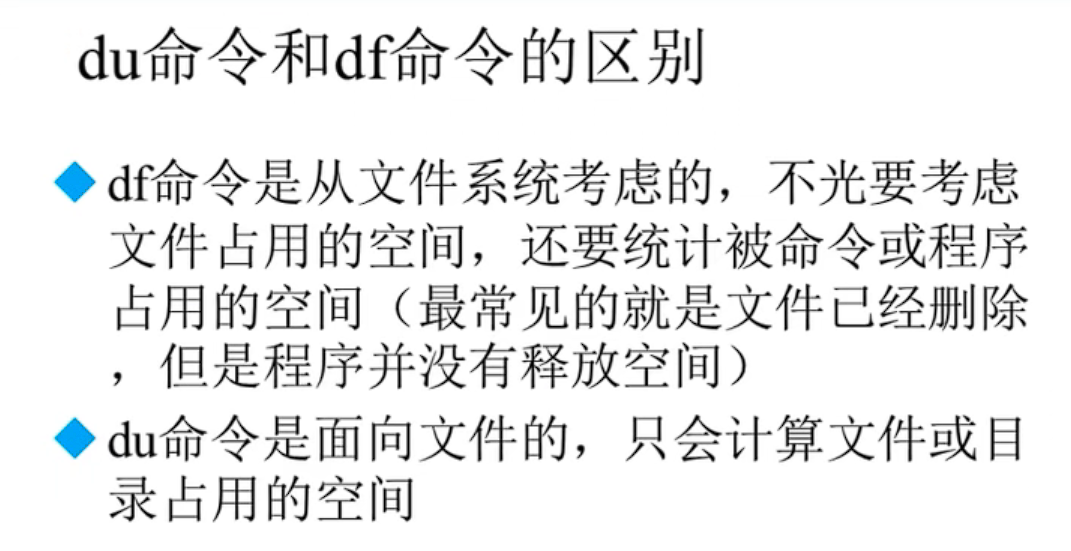 du命令和df命令的区别
df命令是从文件系统考虑的，不光要考虑
文件占用的空间，还要统计被命令或程序
占用的空间（最常见的就是文件已经删除
，但是程序并没有释放空间）
du命令是面向文件的，只会计算文件或目
录占用的空间